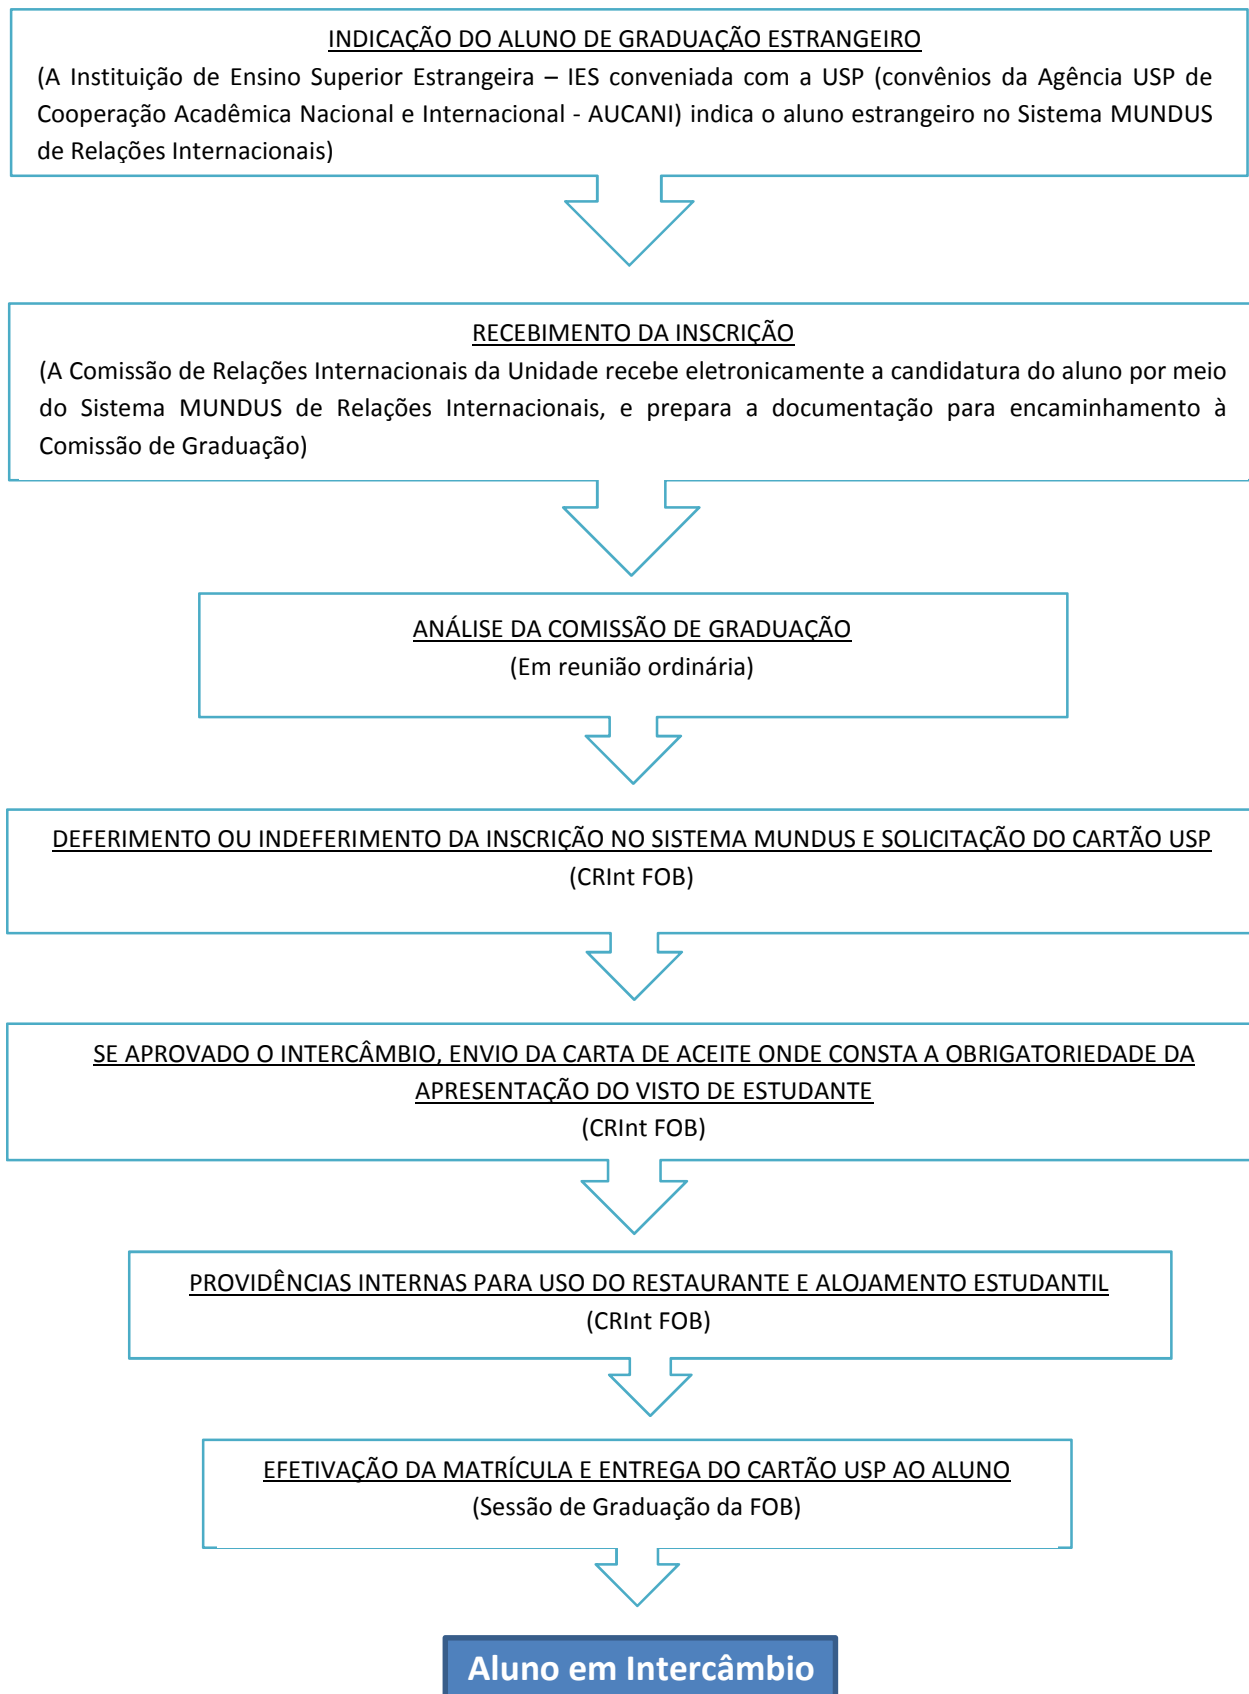 INDICAÇÃO DO ALUNO DE GRADUAÇÃO ESTRANGEIRO
(A Instituição de Ensino Superior Estrangeira – IES conveniada com a USP (convênios da Agência USP de
Cooperação Acadêmica Nacional e Internacional - AUCANI) indica o aluno estrangeiro no Sistema MUNDUS
de Relações Internacionais)
RECEBIMENTO DA INSCRIÇÃO
(A Comissão de Relações Internacionais da Unidade recebe eletronicamente a candidatura do aluno por meio
do Sistema MUNDUS de Relações Internacionais, e prepara a documentação para encaminhamento à
Comissão de Graduação)
ANÁLISE DA COMISSÃO DE GRADUAÇÃO
(Em reunião ordinária)
DEFERIMENTO OU INDEFERIMENTO DA INSCRIÇÃO NO SISTEMA MUNDUS E SOLICITAÇÃO DO CARTÃO USP
(CRInt FOB)
SE APROVADO O INTERCÂMBIO, ENVIO DA CARTA DE ACEITE ONDE CONSTA A OBRIGATORIEDADE DA
APRESENTAÇÃO DO VISTO DE ESTUDANTE
(CRInt FOB)
PROVIDÊNCIAS INTERNAS PARA USO DO RESTAURANTE E ALOJAMENTO ESTUDANTIL
(CRInt FOB)
EFETIVAÇÃO DA MATRÍCULA E ENTREGA DO CARTÃO USP AO ALUNO
(Sessão de Graduação da FOB)
Aluno em Intercâmbio